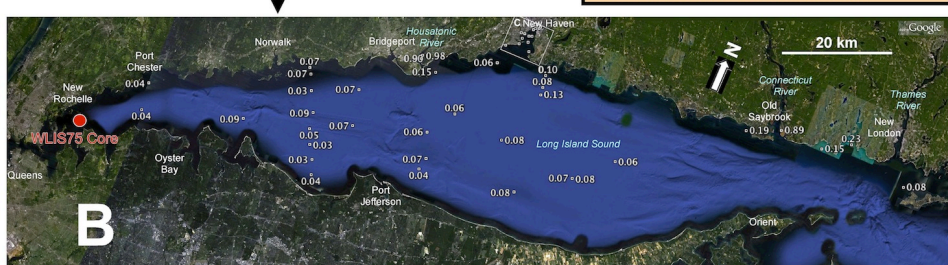 C New Haven
Google
20 km
N
Housatonic
River
Bridgeport
Norwalk
Port
Chester
New
Rochelle
WLIS75 Core
Queens
Oyster
Bay
Port
Jefferson
Long Island Sound
Connecticut
River
Old
Saybrook
Thames
River
New
London
Orient
B
0.04
0.04
0.07
0.07
0.03
0.07
0.09
0.09
0.05
0.07
0.03
0.03
0.04
0.98
0.15
0.06
0.06
0.06
0.07
0.04
0.10
0.08
0.13
0.08
0.06
0.07
0.08
0.08
0.19
0.89
0.15
0.23
0.08